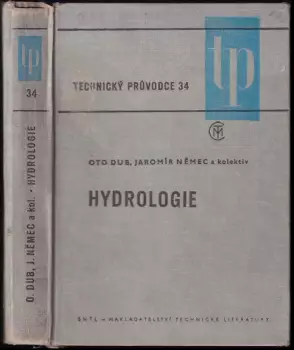 tp
34
O. DUB, J. NĚMEC a kol. · HYDROLOGIE
tp
TECHNICKÝ PRŮVODCE 34
OTO DUB, JAROMÍR NĚMEC a kolektiv
HYDROLOGIE
SNTL — NAKLADATELSTVÍ TECHNICKÉ LITERATURY